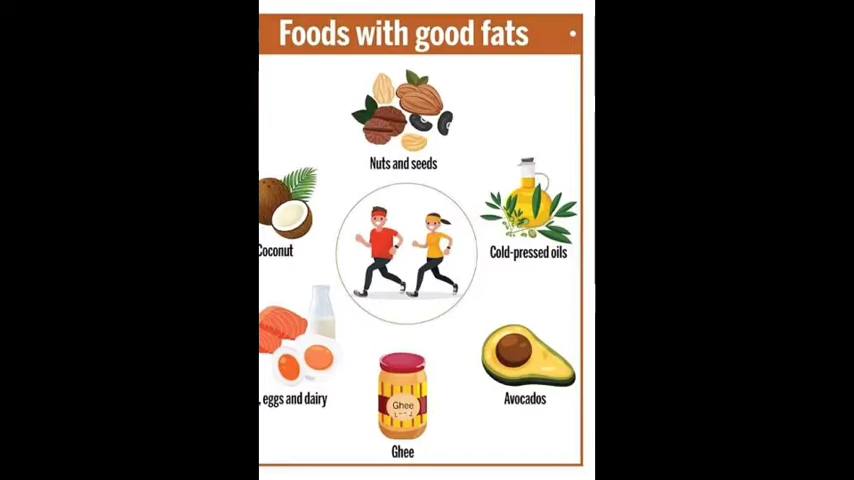 Foods with good fats
Nuts and seeds
Coconut
Cold-pressed oils
, eggs and dairy
Avocados
Ghee
Ghee